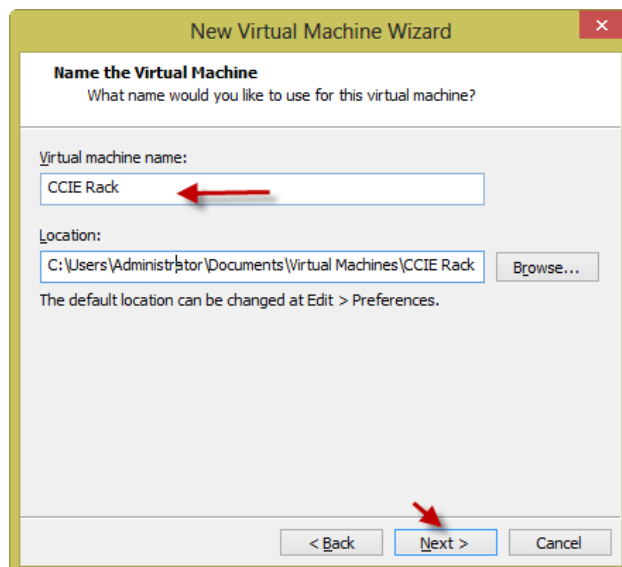 New Virtual Machine Wizard
Name the Virtual Machine
What name would you like to use for this virtual machine?
Virtual machine name:
CCIE Rack
Location:
C:\Users\Administrator\Documents\Virtual Machines\CCIE Rack
Browse...
The default location can be changed at Edit > Preferences.
< Back
Next >
Cancel